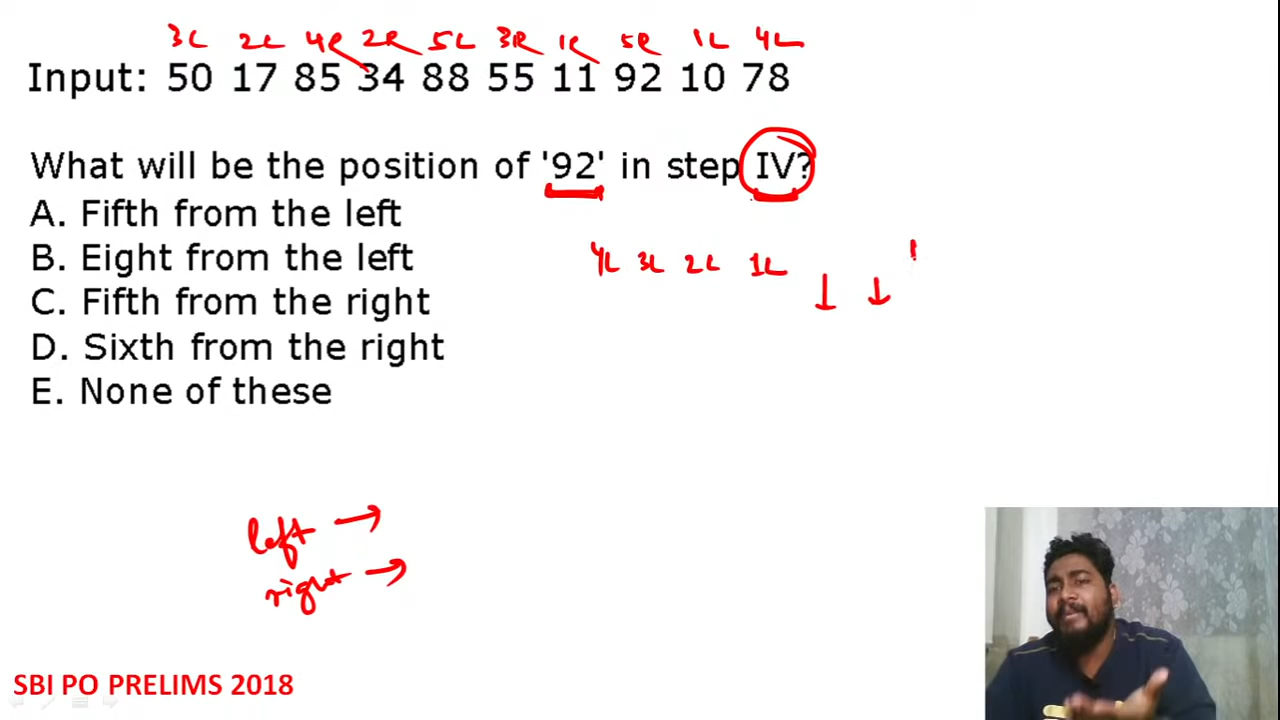 3L 2L 4R 2R 5L 3R 1R 5R 1L 4L
Input: 50 17 85 34 88 55 11 92 10 78
What will be the position of '92' in step IV?
A. Fifth from the left
B. Eight from the left
C. Fifth from the right
D. Sixth from the right
E. None of these
4L 3L 2L 1L
left →
right →
SBI PO PRELIMS 2018